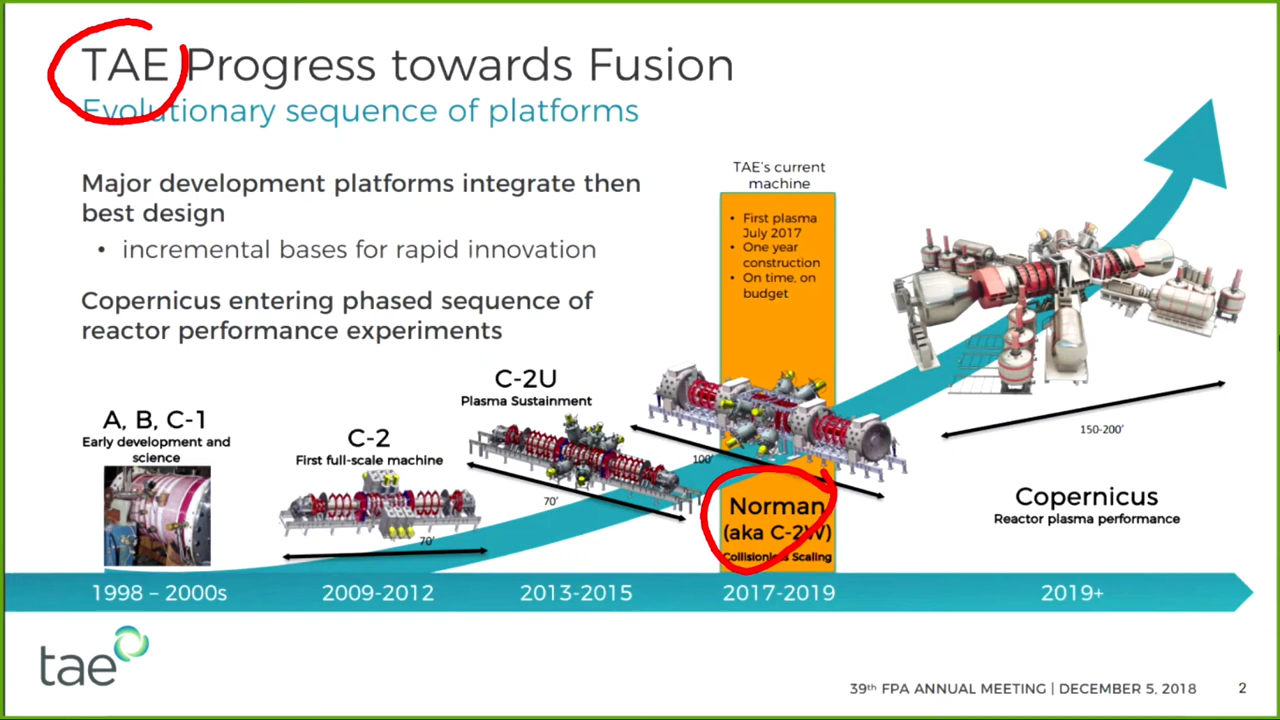 TAE Progress towards Fusion
Evolutionary sequence of platforms
Major development platforms integrate then
best design
• incremental bases for rapid innovation
Copernicus entering phased sequence of
reactor performance experiments
TAE's current
machine
• First plasma
July 2017
• One year
construction
• On time, on
budget
A, B, C-1
Early development and
science
C-2
First full-scale machine
70'
C-2U
Plasma Sustainment
70'
100'
Norman
(aka C-2W)
Collisionless Scaling
150-200'
Copernicus
Reactor plasma performance
1998 – 2000s
2009-2012
2013-2015
2017-2019
2019+
tae
39th FPA ANNUAL MEETING | DECEMBER 5, 2018
2